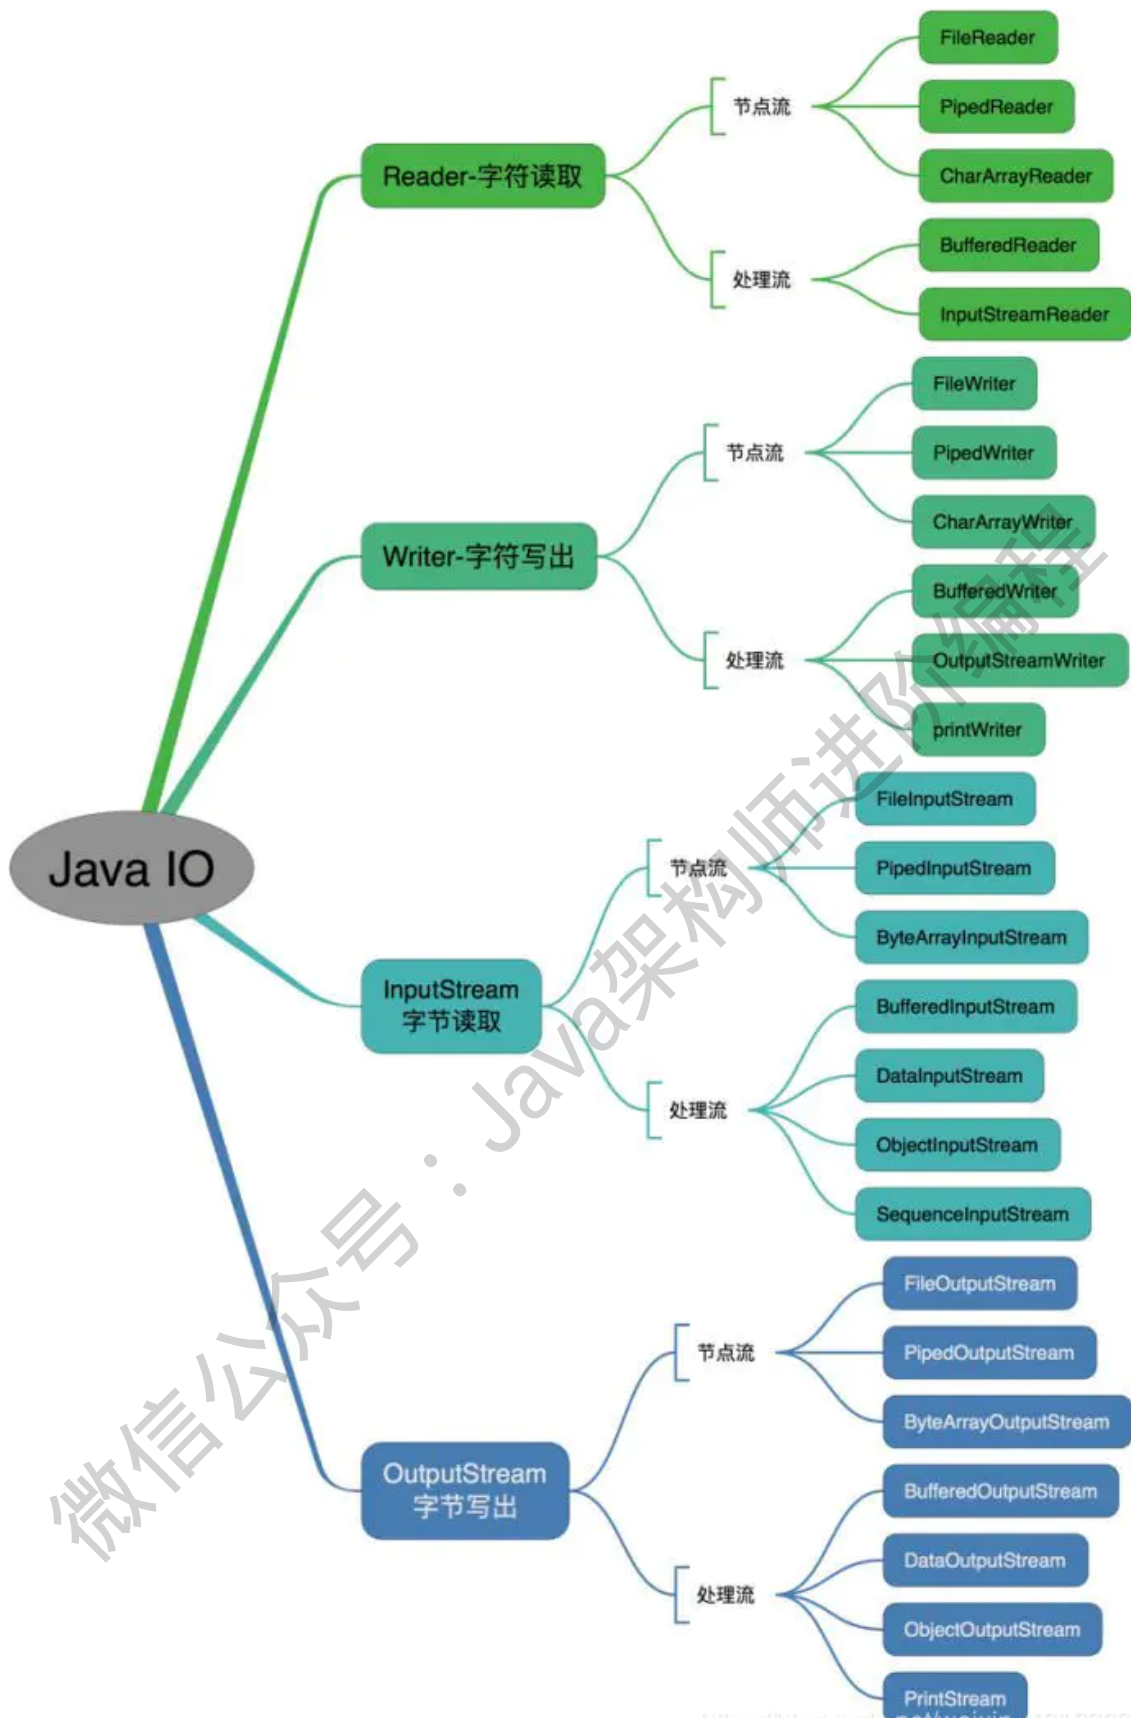 FileReader
节点流
PipedReader
Reader-字符读取
CharArrayReader
BufferedReader
处理流
InputStreamReader
FileWriter
节点流
PipedWriter
CharArrayWriter
Writer-字符写出
BufferedWriter
处理流
OutputStreamWriter
printWriter
Java IO
FileInputStream
节点流
PipedInputStream
ByteArrayInputStream
InputStream
字节读取
BufferedInputStream
DataInputStream
处理流
ObjectInputStream
SequenceInputStream
FileOutputStream
节点流
PipedOutputStream
ByteArrayOutputStream
OutputStream
字节写出
BufferedOutputStream
DataOutputStream
处理流
ObjectOutputStream
PrintStream
微信公众号：Java架构师进阶编程